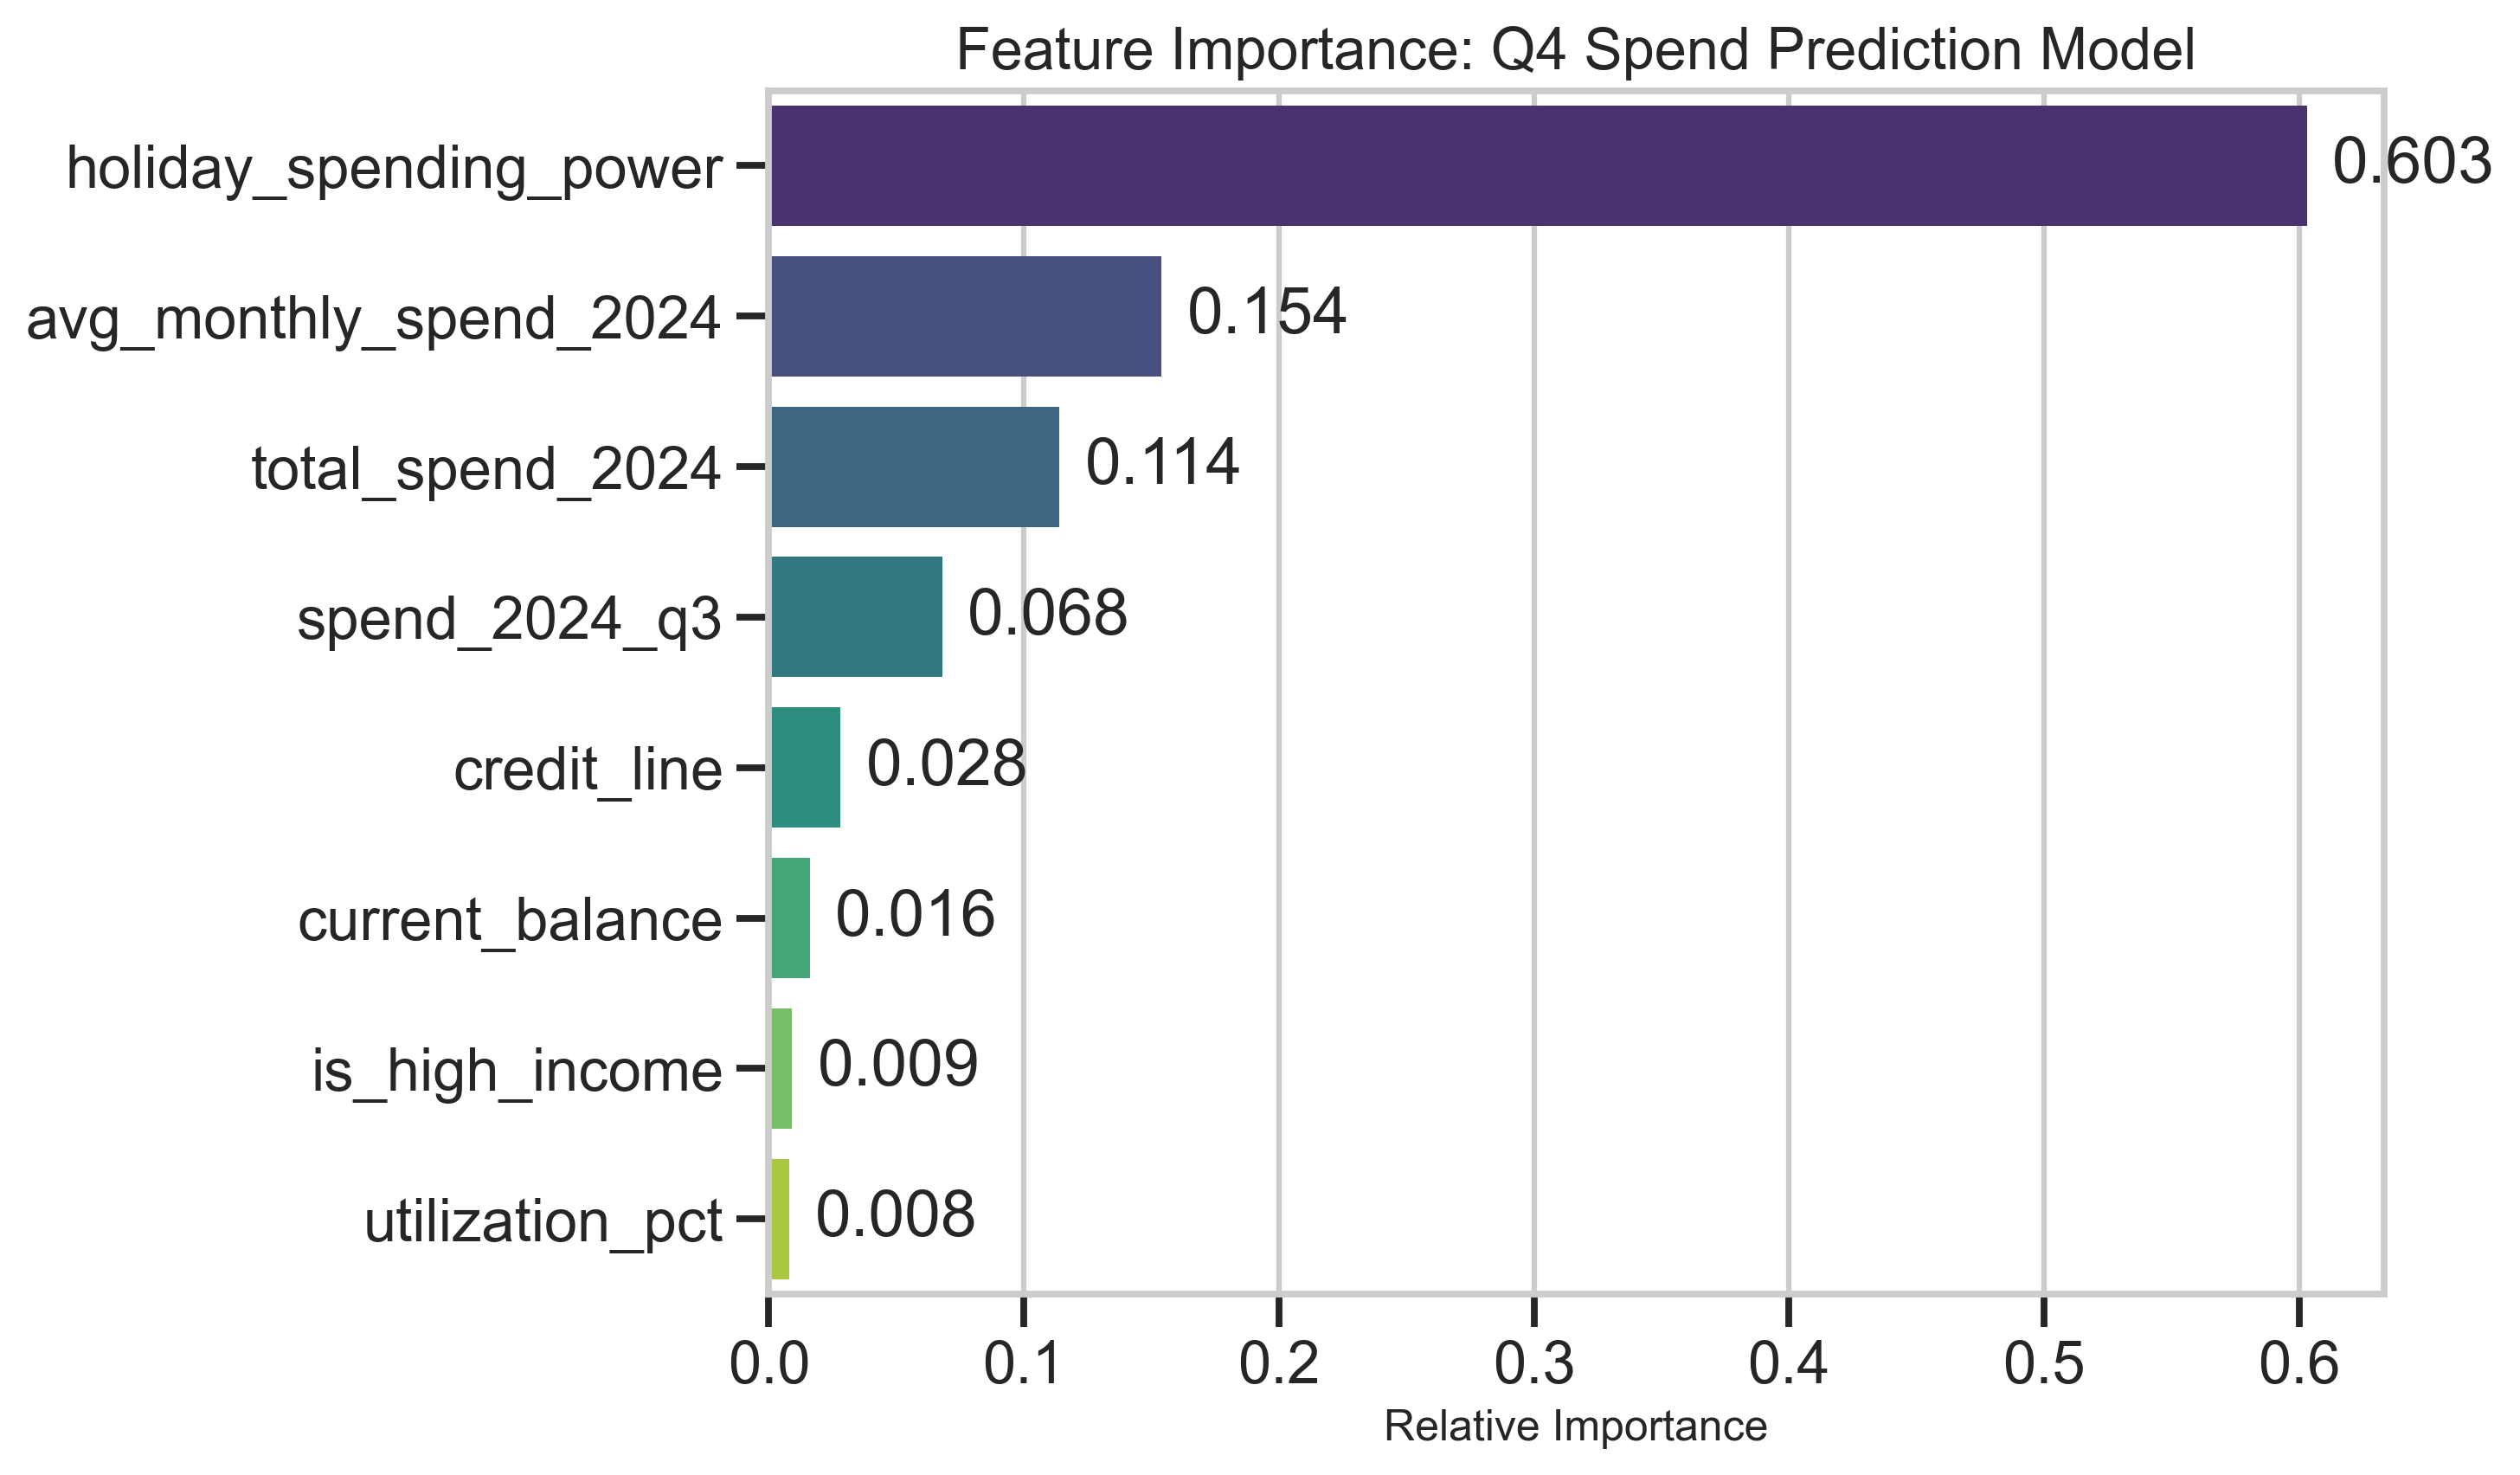 Feature Importance: Q4 Spend Prediction Model
holiday_spending_power 0.603
avg_monthly_spend_2024 0.154
total_spend_2024 0.114
spend_2024_q3 0.068
credit_line 0.028
current_balance 0.016
is_high_income 0.009
utilization_pct 0.008
0.0 0.1 0.2 0.3 0.4 0.5 0.6
Relative Importance